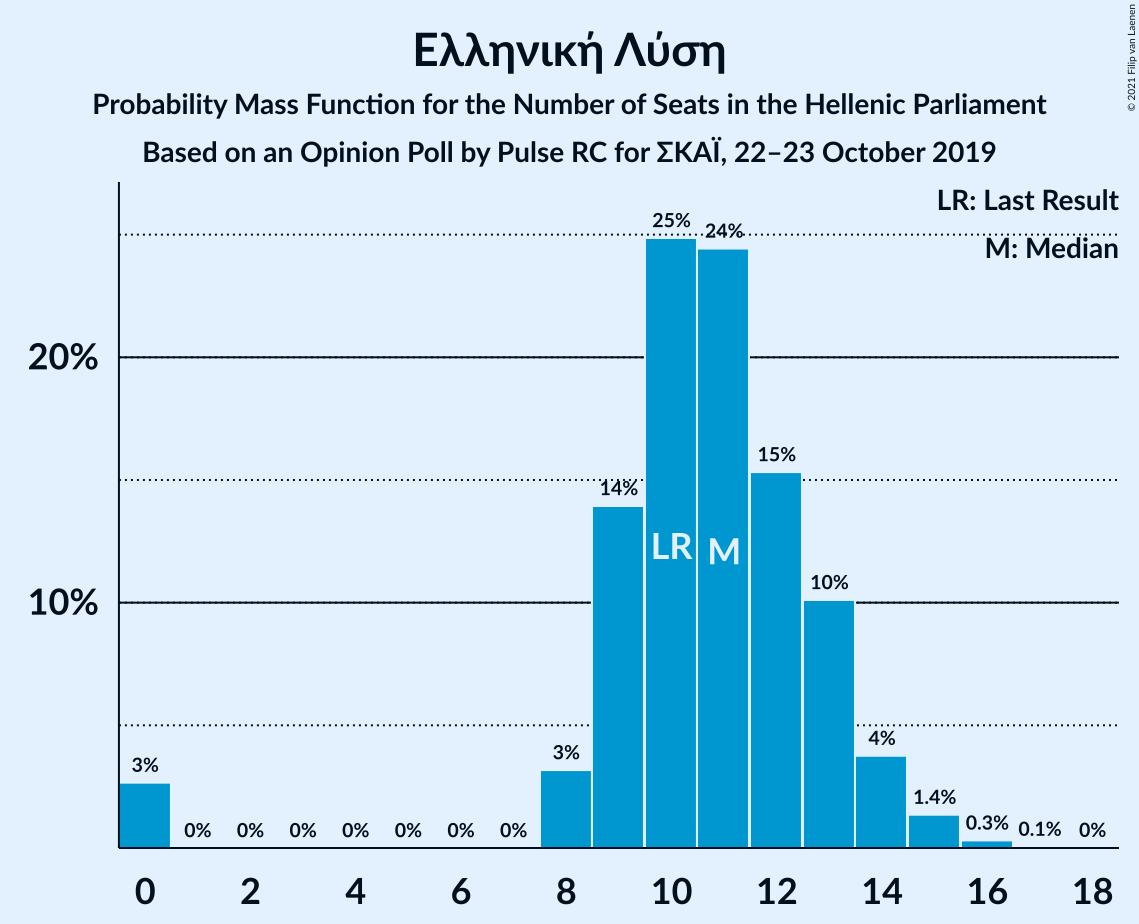 Ελληνική Λύση
Probability Mass Function for the Number of Seats in the Hellenic Parliament
Based on an Opinion Poll by Pulse RC for ΣΚΑΪ, 22–23 October 2019
© 2021 Filip van Laenen
LR: Last Result
M: Median
25%
24%
20%
15%
14%
LR
M
10%
10%
4%
3%
3%
1.4%
0% 0% 0% 0% 0% 0% 0%
0.3%
0.1%
0%
0 2 4 6 8 10 12 14 16 18